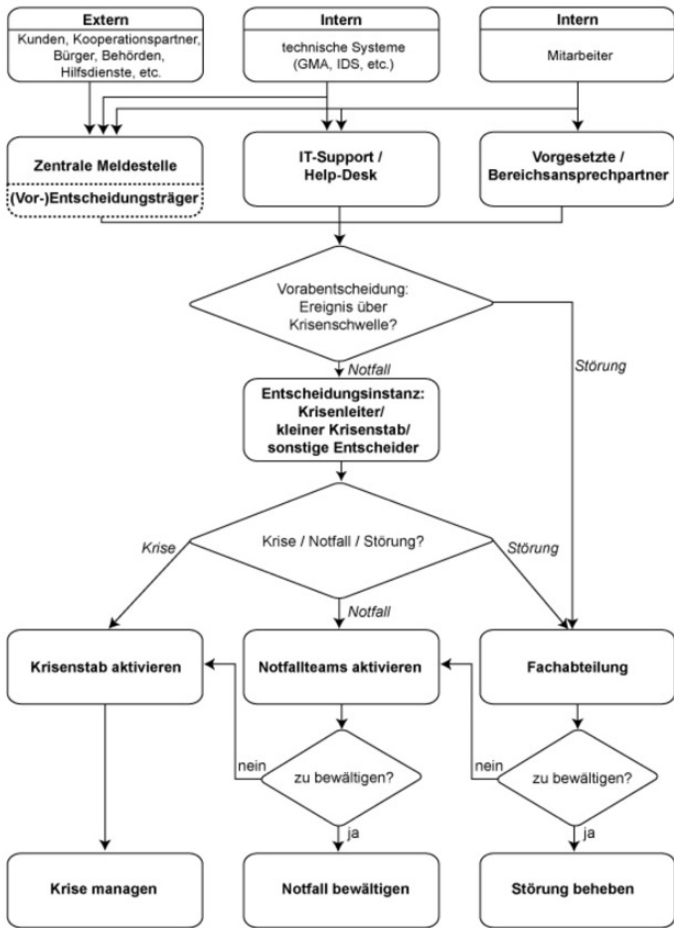 Extern
Kunden, Kooperationspartner,
Bürger, Behörden,
Hilfsdienste, etc.
Intern
technische Systeme
(GMA, IDS, etc.)
Intern
Mitarbeiter
Zentrale Meldestelle
(Vor-)Entscheidungsträger
IT-Support /
Help-Desk
Vorgesetzte /
Bereichsansprechpartner
Vorabentscheidung:
Ereignis über
Krisenschwelle?
Notfall
Störung
Entscheidungsinstanz:
Krisenleiter/
kleiner Krisenstab/
sonstige Entscheider
Krise
Krise / Notfall / Störung?
Störung
Notfall
Krisenstab aktivieren
Notfallteams aktivieren
Fachabteilung
nein
zu bewältigen?
nein
zu bewältigen?
ja
ja
Krise managen
Notfall bewältigen
Störung beheben